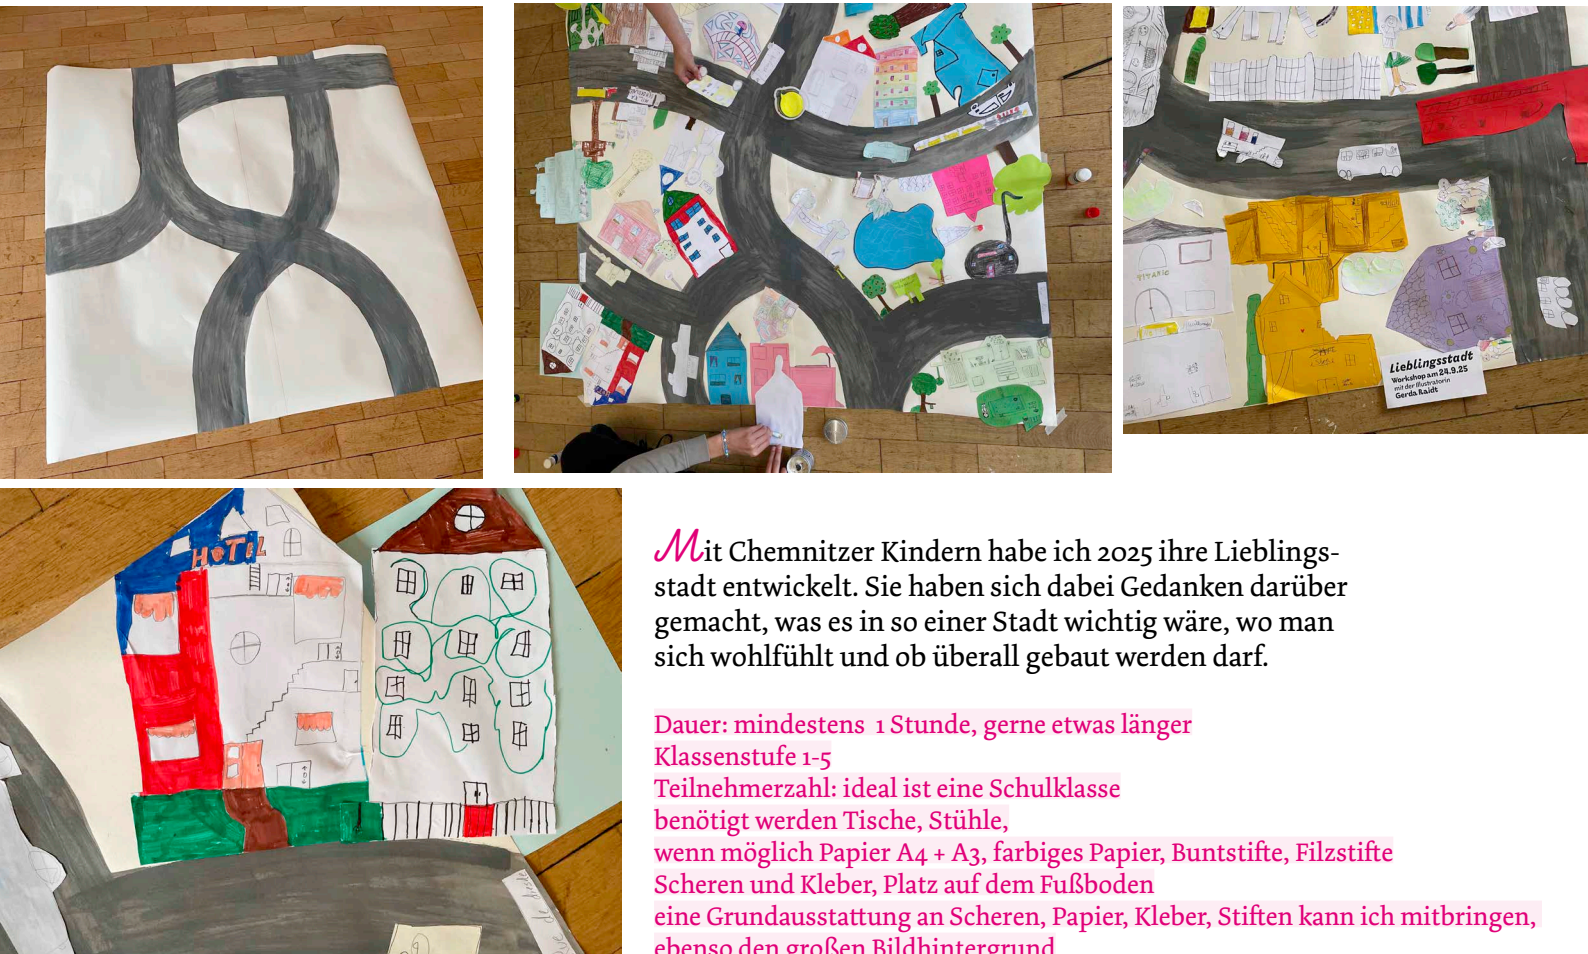 Lieblingsstadt
Workshop am 24.9.25
mit der Illustratorin
Gerda Raidt
HOTEL
Mit Chemnitzer Kindern habe ich 2025 ihre Lieblings-
stadt entwickelt. Sie haben sich dabei Gedanken darüber
gemacht, was es in so einer Stadt wichtig wäre, wo man
sich wohlfühlt und ob überall gebaut werden darf.
Dauer: mindestens 1 Stunde, gerne etwas länger
Klassenstufe 1-5
Teilnehmerzahl: ideal ist eine Schulklasse
benötigt werden Tische, Stühle,
wenn möglich Papier A4 + A3, farbiges Papier, Buntstifte, Filzstifte
Scheren und Kleber, Platz auf dem Fußboden
eine Grundausstattung an Scheren, Papier, Kleber, Stiften kann ich mitbringen,
ebenso den großen Bildhintergrund